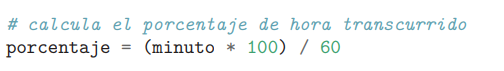 # calcula el porcentaje de hora transcurrido
porcentaje = (minuto * 100) / 60